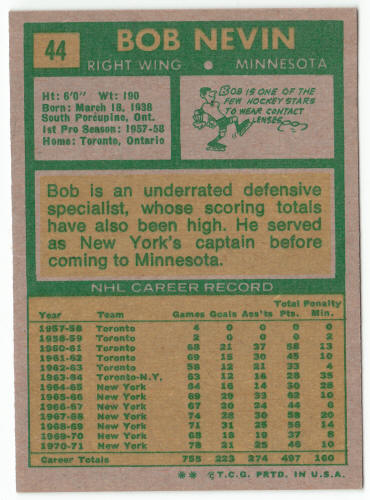 44
BOB NEVIN
RIGHT WING • MINNESOTA
Ht: 6'0" Wt: 190
Born: March 18, 1938
South Porcupine, Ont.
1st Pro Season: 1957-58
Home: Toronto, Ontario
BOB IS ONE OF THE
FEW HOCKEY STARS
TO WEAR CONTACT
LENSES
Bob is an underrated defensive
specialist, whose scoring totals
have also been high. He served
as New York's captain before
coming to Minnesota.
NHL CAREER RECORD
Total Penalty
Year Team Games Goals Ass'ts Pts. Min.
1957-58 Toronto 4 0 0 0 0
1958-59 Toronto 2 0 0 0 2
1960-61 Toronto 68 21 37 58 13
1961-62 Toronto 69 15 30 45 10
1962-63 Toronto 58 12 21 33 4
1963-64 Toronto-N.Y. 63 12 16 28 35
1964-65 New York 64 16 14 30 28
1965-66 New York 69 29 33 62 10
1966-67 New York 67 20 24 44 6
1967-68 New York 74 28 30 58 20
1968-69 New York 71 31 25 56 14
1969-70 New York 68 18 19 37 8
1970-71 New York 78 21 25 46 10
Career Totals 755 223 274 497 160
** © T.C.G. PRTD. IN U.S.A.